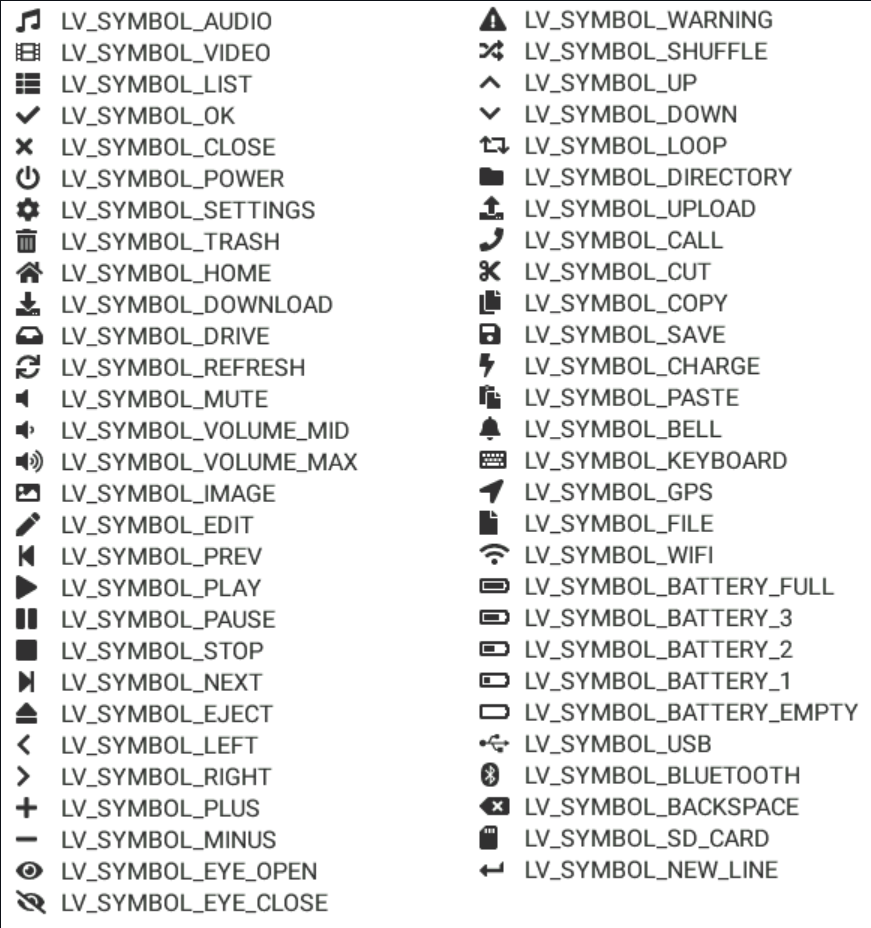 LV_SYMBOL_AUDIO
LV_SYMBOL_VIDEO
LV_SYMBOL_LIST
LV_SYMBOL_OK
LV_SYMBOL_CLOSE
LV_SYMBOL_POWER
LV_SYMBOL_SETTINGS
LV_SYMBOL_TRASH
LV_SYMBOL_HOME
LV_SYMBOL_DOWNLOAD
LV_SYMBOL_DRIVE
LV_SYMBOL_REFRESH
LV_SYMBOL_MUTE
LV_SYMBOL_VOLUME_MID
LV_SYMBOL_VOLUME_MAX
LV_SYMBOL_IMAGE
LV_SYMBOL_EDIT
LV_SYMBOL_PREV
LV_SYMBOL_PLAY
LV_SYMBOL_PAUSE
LV_SYMBOL_STOP
LV_SYMBOL_NEXT
LV_SYMBOL_EJECT
LV_SYMBOL_LEFT
LV_SYMBOL_RIGHT
LV_SYMBOL_PLUS
LV_SYMBOL_MINUS
LV_SYMBOL_EYE_OPEN
LV_SYMBOL_EYE_CLOSE
LV_SYMBOL_WARNING
LV_SYMBOL_SHUFFLE
LV_SYMBOL_UP
LV_SYMBOL_DOWN
LV_SYMBOL_LOOP
LV_SYMBOL_DIRECTORY
LV_SYMBOL_UPLOAD
LV_SYMBOL_CALL
LV_SYMBOL_CUT
LV_SYMBOL_COPY
LV_SYMBOL_SAVE
LV_SYMBOL_CHARGE
LV_SYMBOL_PASTE
LV_SYMBOL_BELL
LV_SYMBOL_KEYBOARD
LV_SYMBOL_GPS
LV_SYMBOL_FILE
LV_SYMBOL_WIFI
LV_SYMBOL_BATTERY_FULL
LV_SYMBOL_BATTERY_3
LV_SYMBOL_BATTERY_2
LV_SYMBOL_BATTERY_1
LV_SYMBOL_BATTERY_EMPTY
LV_SYMBOL_USB
LV_SYMBOL_BLUETOOTH
LV_SYMBOL_BACKSPACE
LV_SYMBOL_SD_CARD
LV_SYMBOL_NEW_LINE